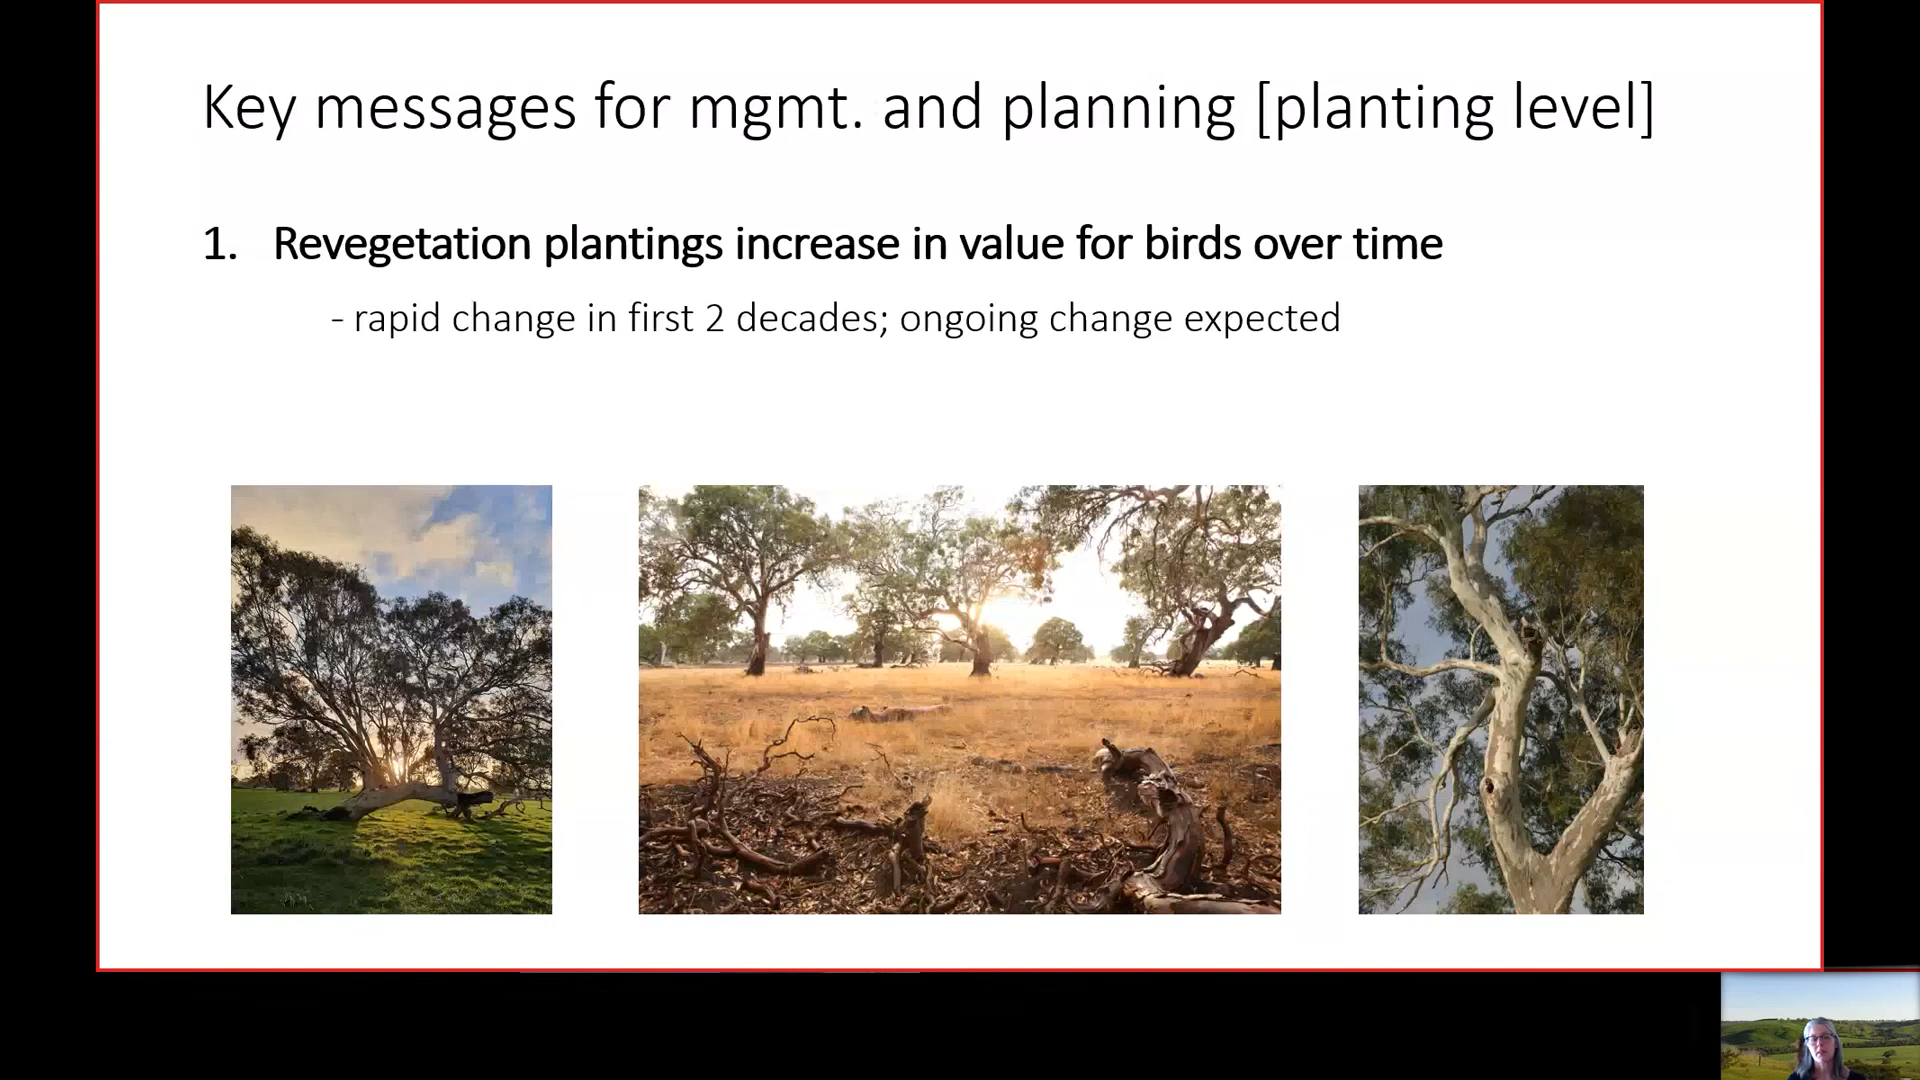 Key messages for mgmt. and planning [planting level]
1. Revegetation plantings increase in value for birds over time
- rapid change in first 2 decades; ongoing change expected